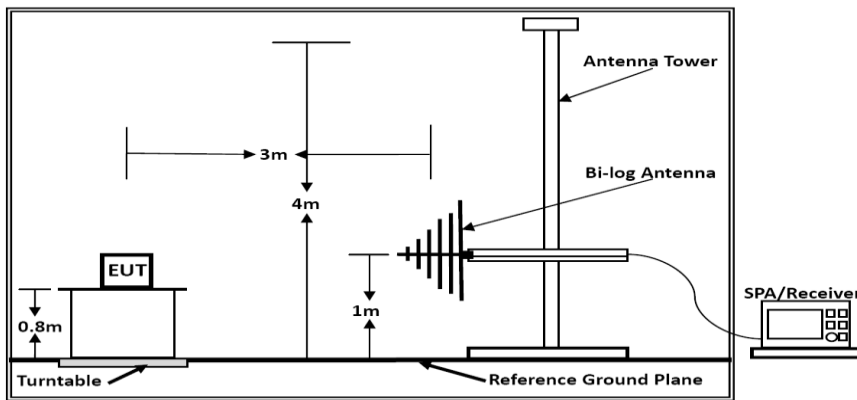 Antenna Tower
3m
Bi-log Antenna
4m
EUT
SPA/Receiver
0.8m
1m
Turntable
Reference Ground Plane